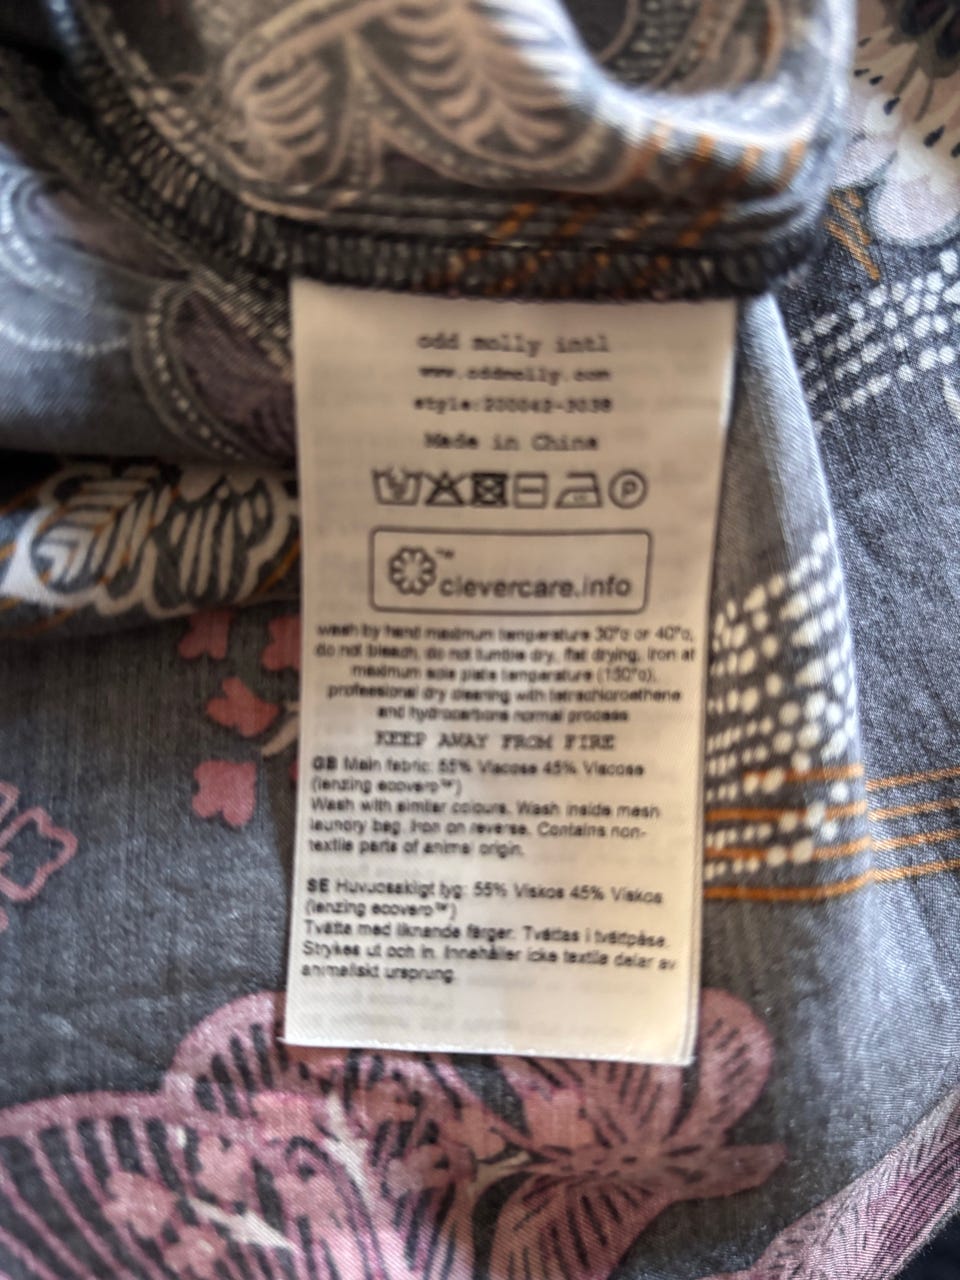 odd molly intl
www.oddmolly.com
style:200042-3038
Made in China
P
™
clevercare.info
wash by hand maximum temperature 30°c or 40°c,
do not bleach, do not tumble dry, flat drying, iron at
maximum sole plate temperature (150°c),
professional dry cleaning with tetrachloroethene
and hydrocarbons normal process
KEEP AWAY FROM FIRE
GB Main fabric: 55% Viscose 45% Viscose
(lenzing ecovero™)
Wash with similar colours. Wash inside mesh
laundry bag. Iron on reverse. Contains non-
textile parts of animal origin.
SE Huvusakligt tyg: 55% Viskos 45% Viskos
(lenzing ecovero™)
Tvätta med liknande färger. Tvättas i tvättpåse.
Strykes ut och in. Innehåller icke textila delar av
animaliskt ursprung.